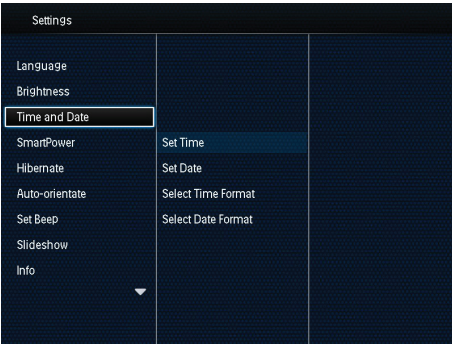 Settings
Language
Brightness
Time and Date
SmartPower
Hibernate
Auto-orientate
Set Beep
Slideshow
Info
Set Time
Set Date
Select Time Format
Select Date Format